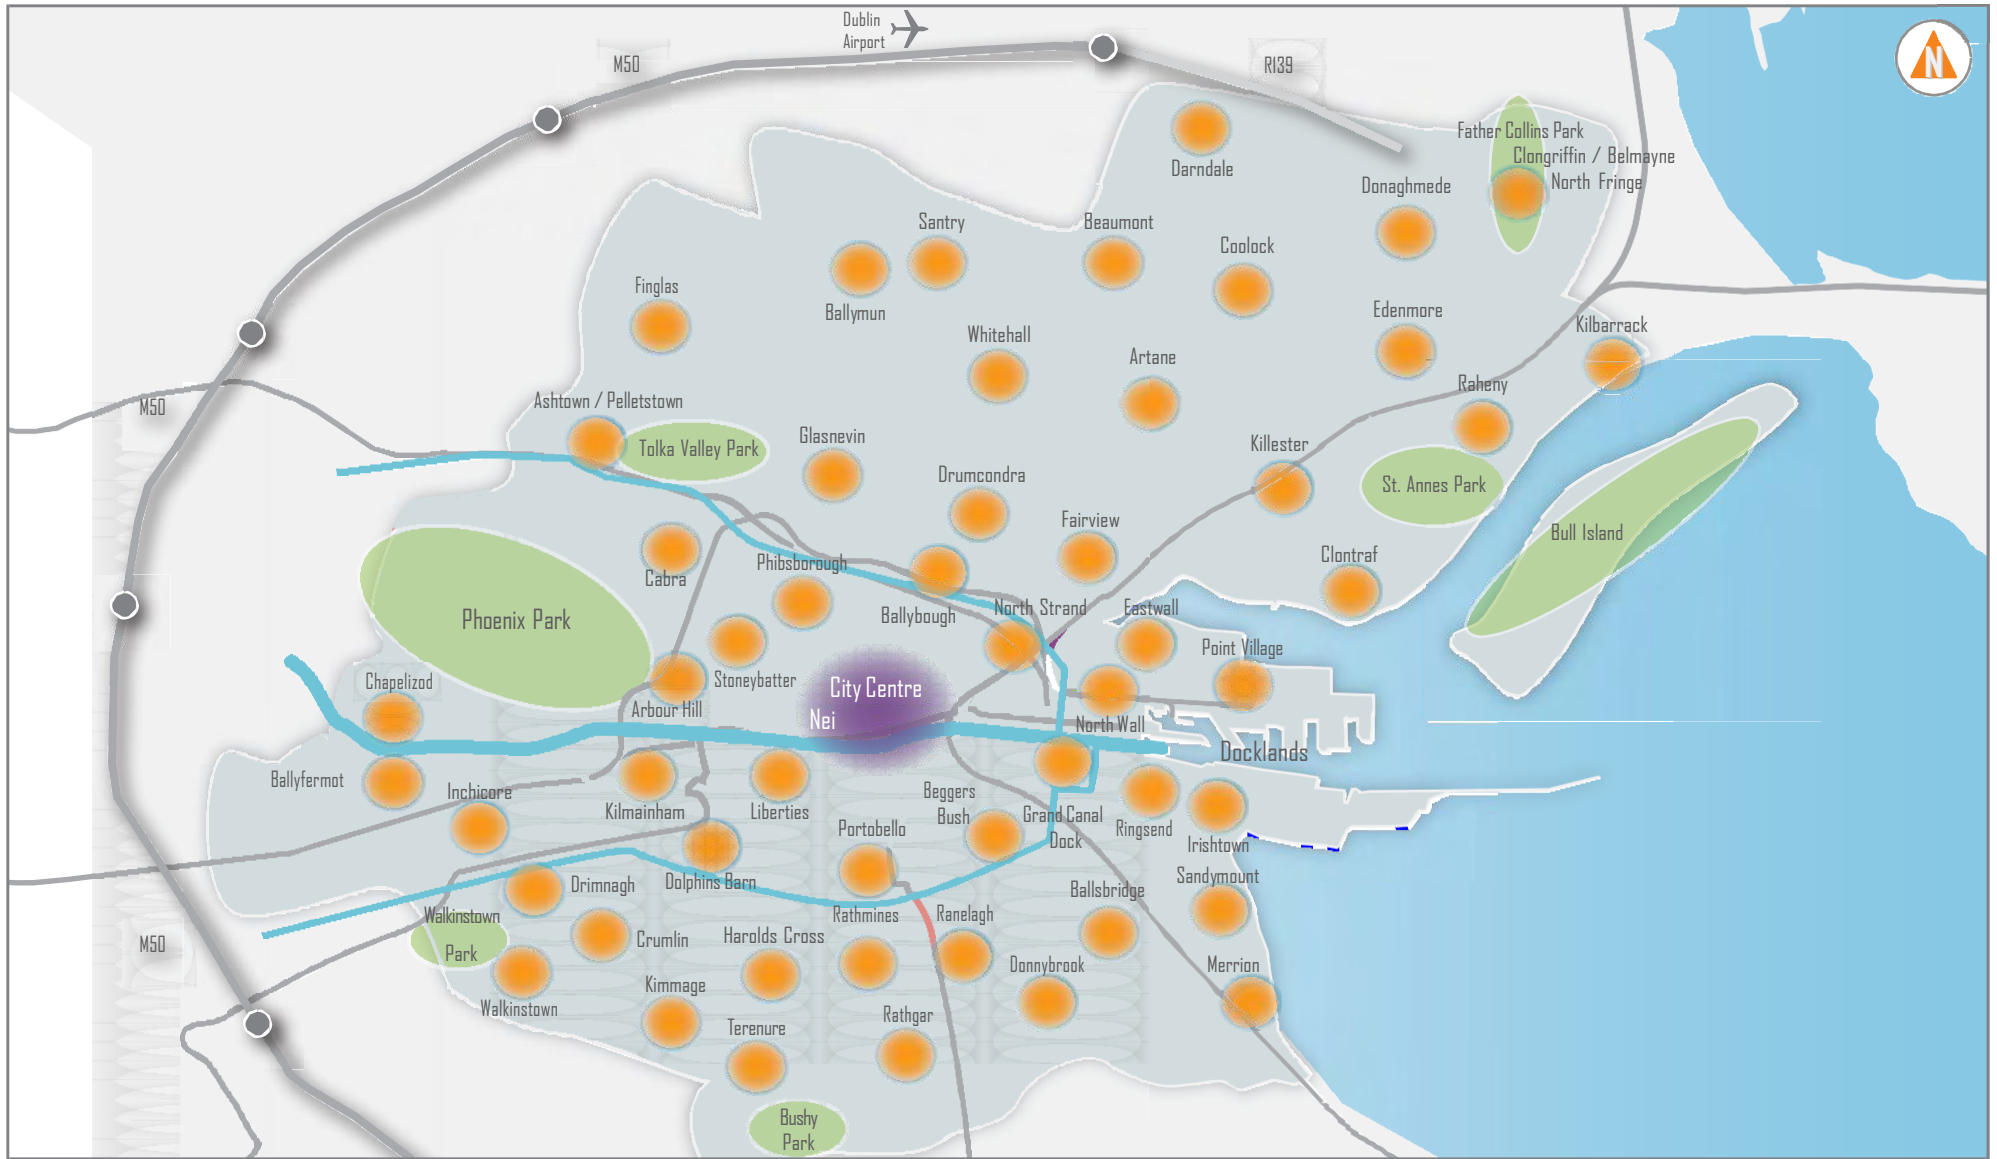 Dublin
Airport
N
M50
R139
Father Collins Park
Clongriffin / Belmayne
North Fringe
Darndale
Donaghmede
Santry
Beaumont
Coolock
Finglas
Ballymun
Edenmore
Kilbarrack
Whitehall
Artane
Raheny
M50
Ashtown / Pelletstown
Tolka Valley Park
Glasnevin
Killester
Drumcondra
St. Annes Park
Fairview
Bull Island
Clontraf
Phibsborough
Cabra
Phoenix Park
Ballybough
North Strand
Eastwall
Point Village
Chapelizod
Stoneybatter
City Centre
Nei
Arbour Hill
North Wall
Docklands
Ballyfermot
Inchicore
Kilmainham
Liberties
Beggers
Bush
Grand Canal
Dock
Ringsend
Irishtown
Portobello
Sandymount
Drimnagh
Dolphins Barn
Ballsbridge
Walkinstown
Park
Rathmines
Ranelagh
M50
Crumlin
Harolds Cross
Donnybrook
Merrion
Walkinstown
Kimmage
Terenure
Rathgar
Bushy
Park